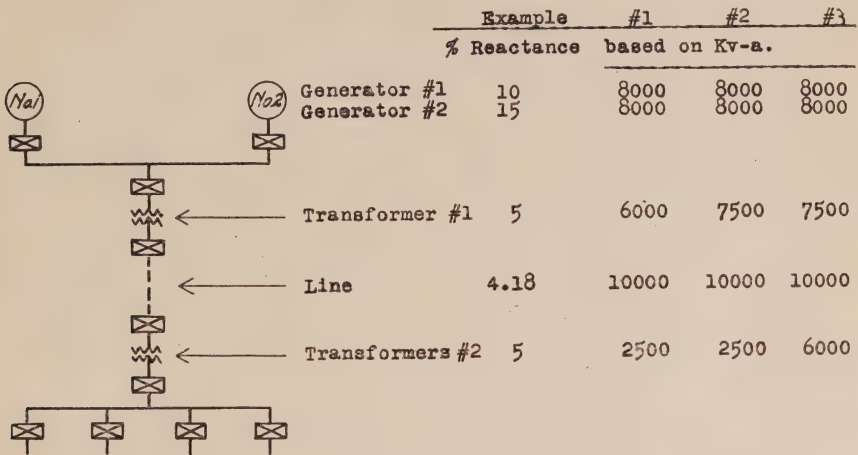 Example #1 #2 #3
% Reactance based on Kv-a.
No1 No2 Generator #1 10 8000 8000 8000
Generator #2 15 8000 8000 8000
Transformer #1 5 6000 7500 7500
Line 4.18 10000 10000 10000
Transformers #2 5 2500 2500 6000